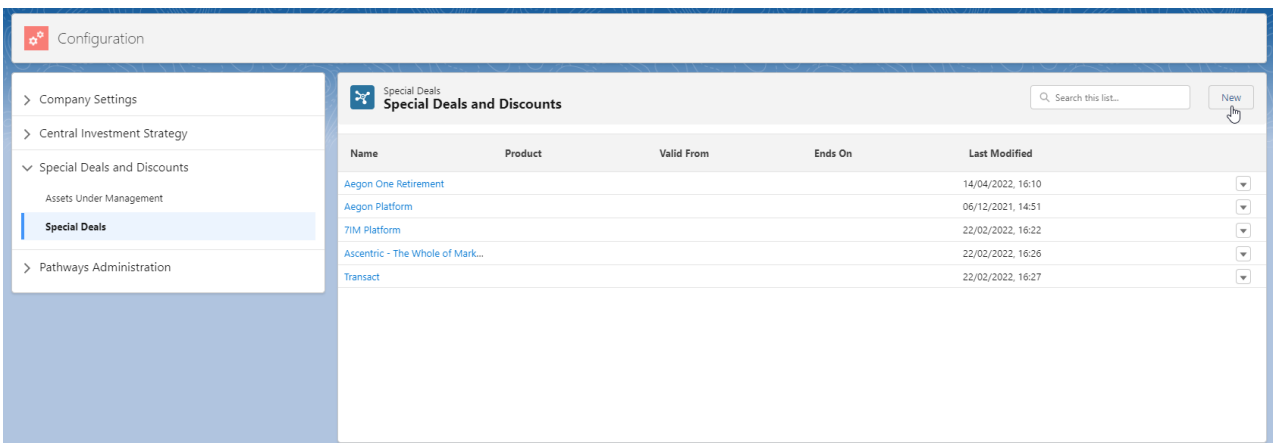 Configuration
Company Settings
Central Investment Strategy
Special Deals and Discounts
Assets Under Management
Special Deals
Pathways Administration
Special Deals
Special Deals and Discounts
Search this list...
New
Name Product Valid From Ends On Last Modified
Aegon One Retirement 14/04/2022, 16:10
Aegon Platform 06/12/2021, 14:51
7IM Platform 22/02/2022, 16:22
Ascentric - The Whole of Mark... 22/02/2022, 16:26
Transact 22/02/2022, 16:27